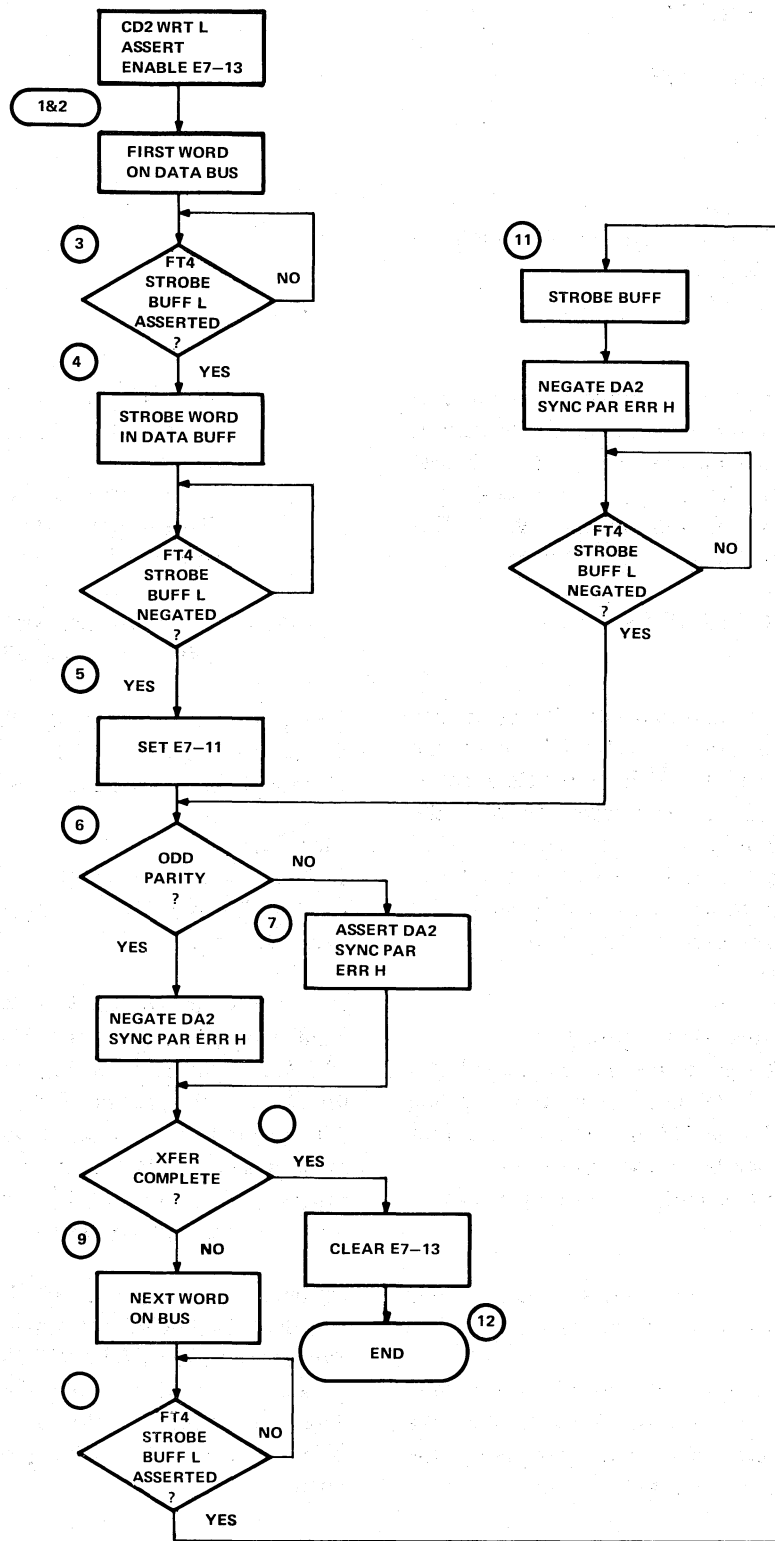 CD2 WRT L
ASSERT
ENABLE E7–13
1&2
FIRST WORD
ON DATA BUS
3
FT4
STROBE
BUFF L
ASSERTED
?
NO
YES
4
STROBE WORD
IN DATA BUFF
FT4
STROBE
BUFF L
NEGATED
?
5
YES
SET E7–11
6
ODD
PARITY
?
NO
YES
7
ASSERT DA2
SYNC PAR
ERR H
NEGATE DA2
SYNC PAR ERR H
XFER
COMPLETE
?
YES
CLEAR E7–13
12
END
9
NO
NEXT WORD
ON BUS
FT4
STROBE
BUFF L
ASSERTED
?
NO
YES
11
STROBE BUFF
NEGATE DA2
SYNC PAR ERR H
FT4
STROBE
BUFF L
NEGATED
?
NO
YES